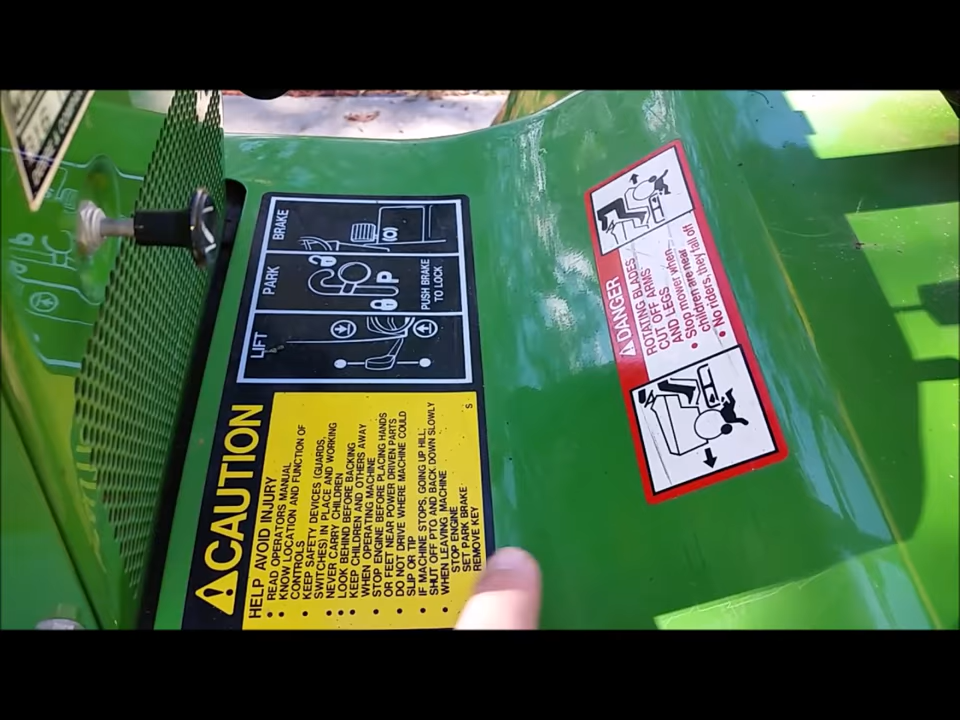 LIFT
PARK
BRAKE
P
PUSH BRAKE
TO LOCK
CAUTION
HELP AVOID INJURY
• READ OPERATORS MANUAL
• KNOW LOCATION AND FUNCTION OF
CONTROLS
• KEEP SAFETY DEVICES (GUARDS,
SWITCHES) IN PLACE AND WORKING
• NEVER CARRY CHILDREN
• LOOK BEHIND BEFORE BACKING
• KEEP CHILDREN AND OTHERS AWAY
WHEN OPERATING MACHINE
• STOP ENGINE BEFORE PLACING HANDS
OR FEET NEAR POWER DRIVEN PARTS
• DO NOT DRIVE WHERE MACHINE COULD
SLIP OR TIP
• IF MACHINE STOPS, GOING UP HILL,
SHUT OFF PTO AND BACK DOWN SLOWLY
• WHEN LEAVING MACHINE
STOP ENGINE
SET PARK BRAKE
REMOVE KEY
S
DANGER
ROTATING BLADES
CUT OFF ARMS
AND LEGS
• Stop mower when
children are near
• No riders, they fall off